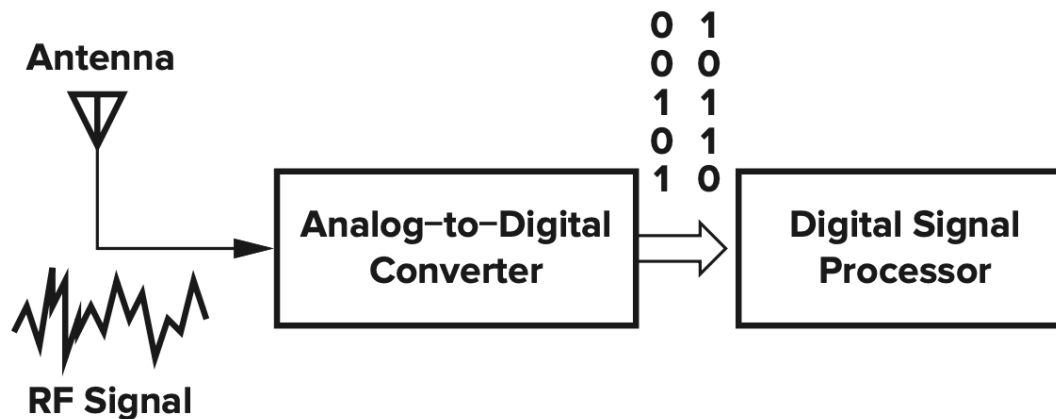 Antenna
0 1
0 0
1 1
0 1
1 0
Analog-to-Digital
Converter
Digital Signal
Processor
RF Signal